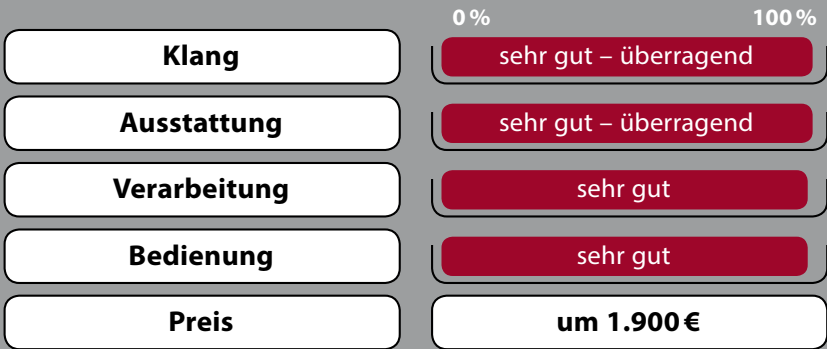 0 % 100 %
Klang sehr gut – überragend
Ausstattung sehr gut – überragend
Verarbeitung sehr gut
Bedienung sehr gut
Preis um 1.900 €